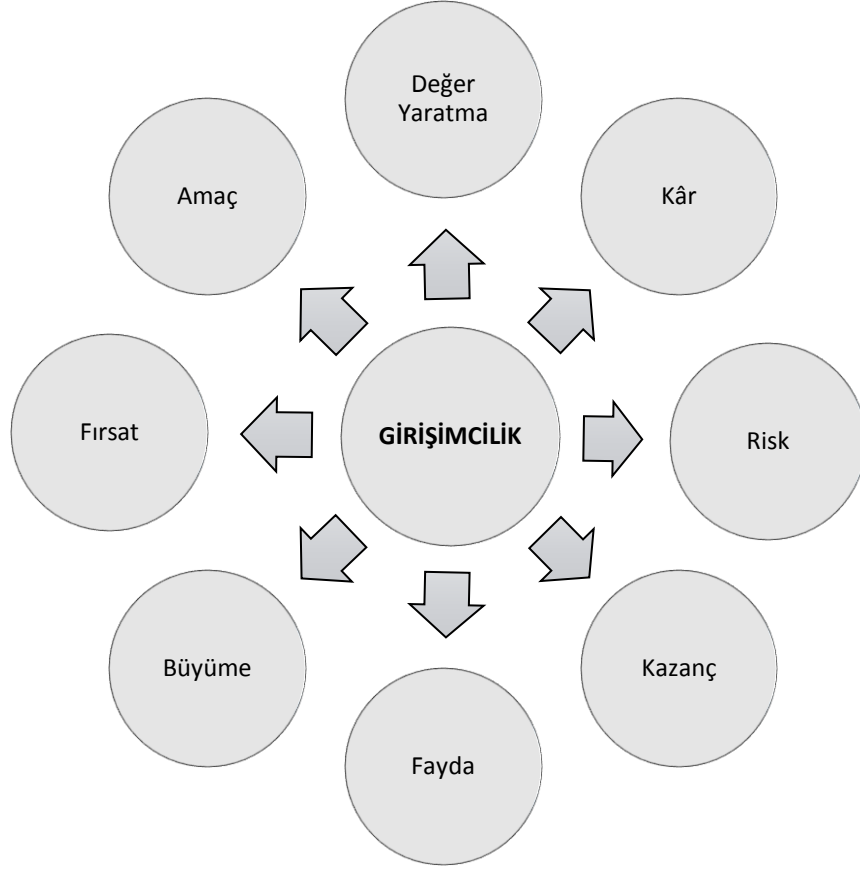 Değer
Yaratma
Amaç
Kâr
Fırsat
GİRİŞİMCİLİK
Risk
Büyüme
Kazanç
Fayda